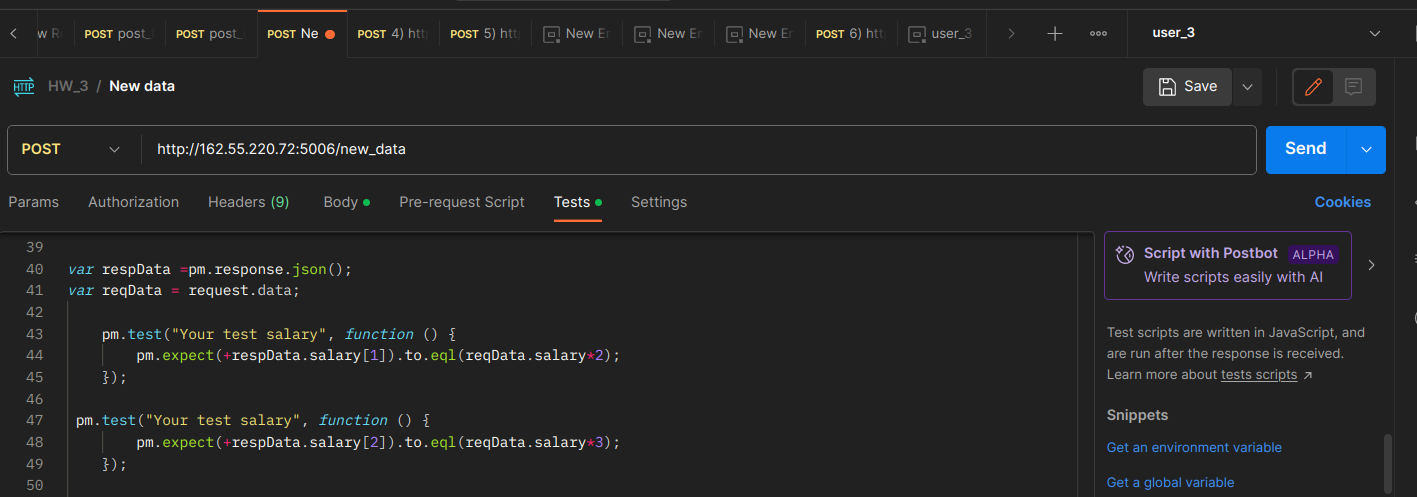 POST post_
POST post_
POST Ne
POST 4) htt
POST 5) htt
New Er
New Er
New Er
POST 6) htt
user_3
user_3
HTTP HW_3 / New data
Save
POST http://162.55.220.72:5006/new_data
Send
Params Authorization Headers (9) Body Pre-request Script Tests Settings
Cookies
39
40 var respData =pm.response.json();
41 var reqData = request.data;
42
43 pm.test("Your test salary", function () {
44 pm.expect(+respData.salary[1]).to.eql(reqData.salary*2);
45 });
46
47 pm.test("Your test salary", function () {
48 pm.expect(+respData.salary[2]).to.eql(reqData.salary*3);
49 });
50
Script with Postbot ALPHA
Write scripts easily with AI
Test scripts are written in JavaScript, and
are run after the response is received.
Learn more about tests scripts ↗
Snippets
Get an environment variable
Get a global variable